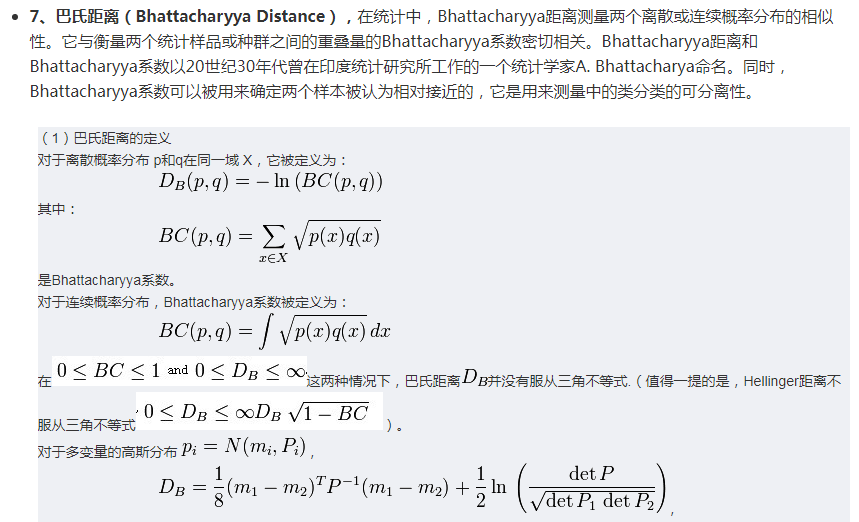 • 7、巴氏距离（Bhattacharyya Distance），在统计中，Bhattacharyya距离测量两个离散或连续概率分布的相似
性。它与衡量两个统计样品或种群之间的重叠量的Bhattacharyya系数密切相关。Bhattacharyya距离和
Bhattacharyya系数以20世纪30年代曾在印度统计研究所工作的一个统计学家A. Bhattacharya命名。同时，
Bhattacharyya系数可以被用来确定两个样本被认为相对接近的，它是用来测量中的类分类的可分离性。
（1）巴氏距离的定义
对于离散概率分布 p和q在同一域 X，它被定义为：
D_B(p,q) = − ln (BC(p,q))
其中：
BC(p,q) = ∑_{x∈X} √(p(x)q(x))
是Bhattacharyya系数。
对于连续概率分布，Bhattacharyya系数被定义为：
BC(p,q) = ∫ √(p(x)q(x)) dx
在 0 ≤ BC ≤ 1 and 0 ≤ D_B ≤ ∞ 这两种情况下，巴氏距离D_B并没有服从三角不等式.（值得一提的是，Hellinger距离不
服从三角不等式 0 ≤ D_B ≤ ∞D_B √(1 − BC) ）。
对于多变量的高斯分布 p_i = N(m_i, P_i) ,
D_B = 1/8 (m_1 − m_2)^T P^{−1}(m_1 − m_2) + 1/2 ln (det P / √(det P_1 det P_2)) ,